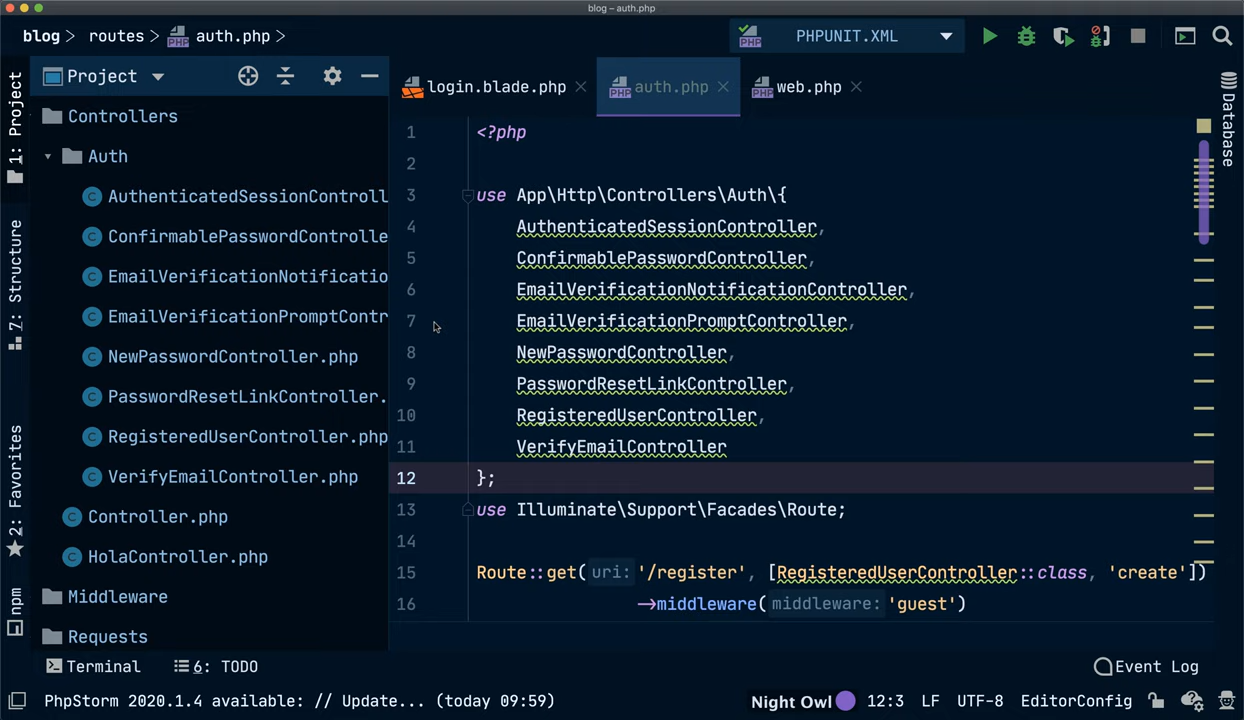 blog – auth.php
blog > routes > auth.php >
PHPUNIT.XML
Project
login.blade.php
auth.php
web.php
1: Project
7: Structure
2: Favorites
npm
Database
Controllers
Auth
AuthenticatedSessionControll
ConfirmablePasswordControlle
EmailVerificationNotificatio
EmailVerificationPromptContr
NewPasswordController.php
PasswordResetLinkController.
RegisteredUserController.php
VerifyEmailController.php
Controller.php
HolaController.php
Middleware
Requests
1 <?php
2
3 use App\Http\Controllers\Auth\{
4 AuthenticatedSessionController,
5 ConfirmablePasswordController,
6 EmailVerificationNotificationController,
7 EmailVerificationPromptController,
8 NewPasswordController,
9 PasswordResetLinkController,
10 RegisteredUserController,
11 VerifyEmailController
12 };
13 use Illuminate\Support\Facades\Route;
14
15 Route::get( uri: '/register', [RegisteredUserController::class, 'create'])
16 ->middleware( middleware: 'guest')
Terminal
6: TODO
Event Log
PhpStorm 2020.1.4 available: // Update... (today 09:59)
Night Owl
12:3
LF
UTF-8
EditorConfig